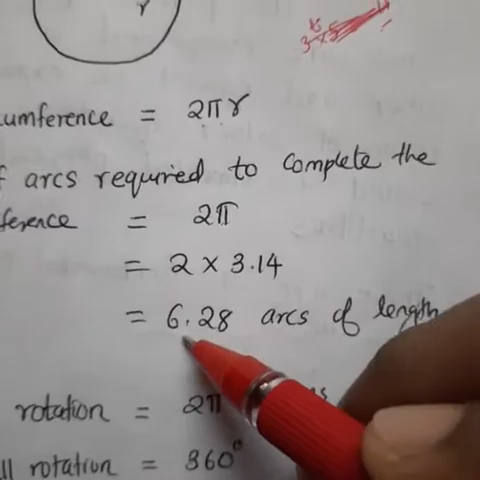 r
umference = 2πr
f arcs required to complete the
ference = 2π
= 2 × 3.14
= 6.28 arcs of length
rotation = 2π
ll rotation = 360°